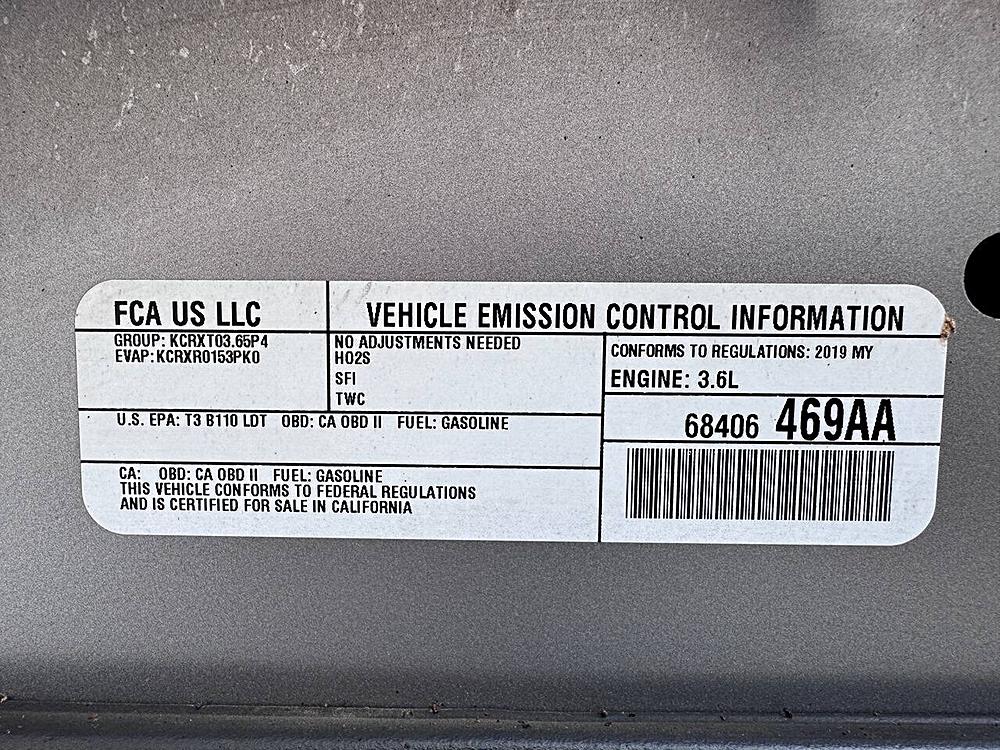 FCA US LLC
VEHICLE EMISSION CONTROL INFORMATION
GROUP: KCRXT03.65P4
EVAP: KCRXR0153PK0
NO ADJUSTMENTS NEEDED
HO2S
SFI
TWC
CONFORMS TO REGULATIONS: 2019 MY
ENGINE: 3.6L
68406 469AA
U.S. EPA: T3 B110 LDT OBD: CA OBD II FUEL: GASOLINE
CA: OBD: CA OBD II FUEL: GASOLINE
THIS VEHICLE CONFORMS TO FEDERAL REGULATIONS
AND IS CERTIFIED FOR SALE IN CALIFORNIA